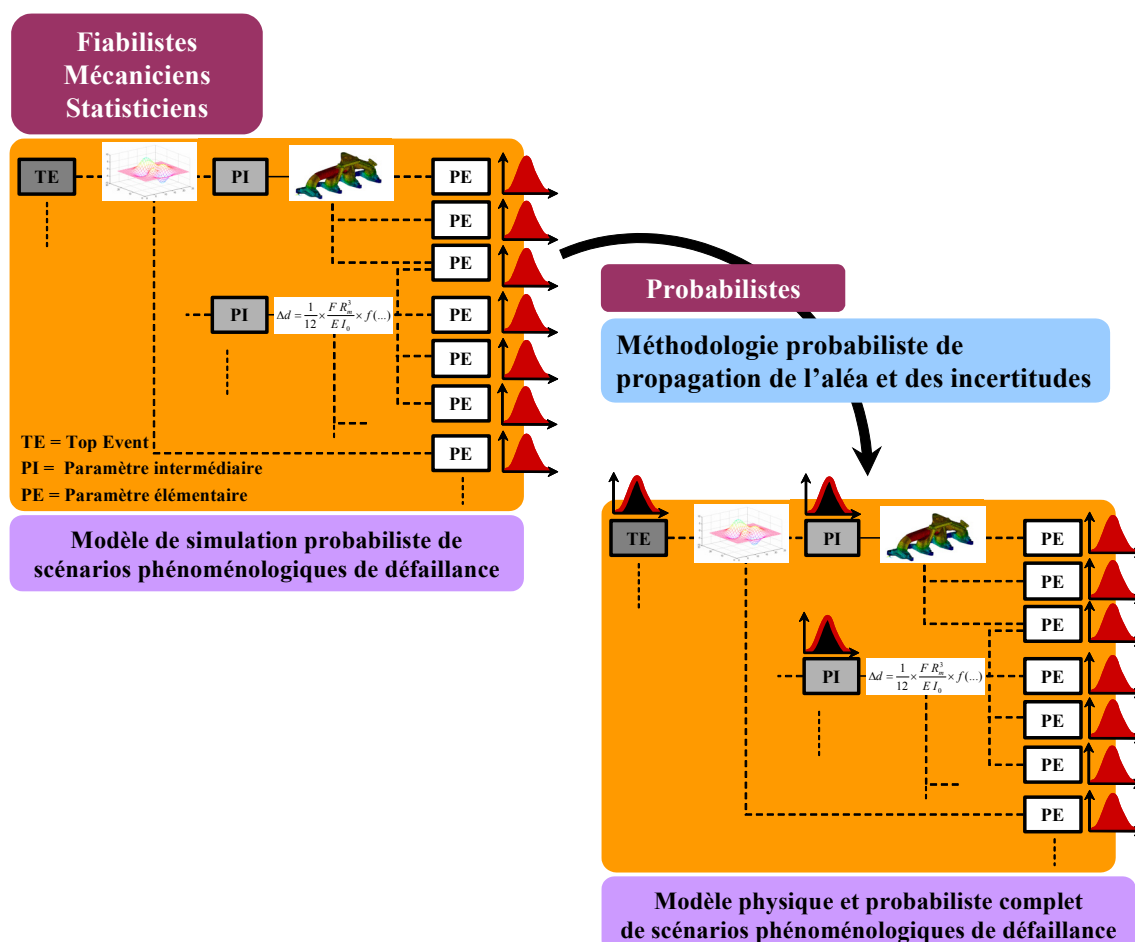 Fiabilistes
Mécaniciens
Statisticiens
TE
PI
PE
PE
PE
PI
Δd = 1/12 × F R_m^3 / E I_0 × f(...)
PE
PE
PE
PE
TE = Top Event
PI = Paramètre intermédiaire
PE = Paramètre élémentaire
Modèle de simulation probabiliste de
scénarios phénoménologiques de défaillance
Probabilistes
Méthodologie probabiliste de
propagation de l’aléa et des incertitudes
TE
PI
PE
PE
PE
PI
Δd = 1/12 × F R_m^3 / E I_0 × f(...)
PE
PE
PE
PE
Modèle physique et probabiliste complet
de scénarios phénoménologiques de défaillance